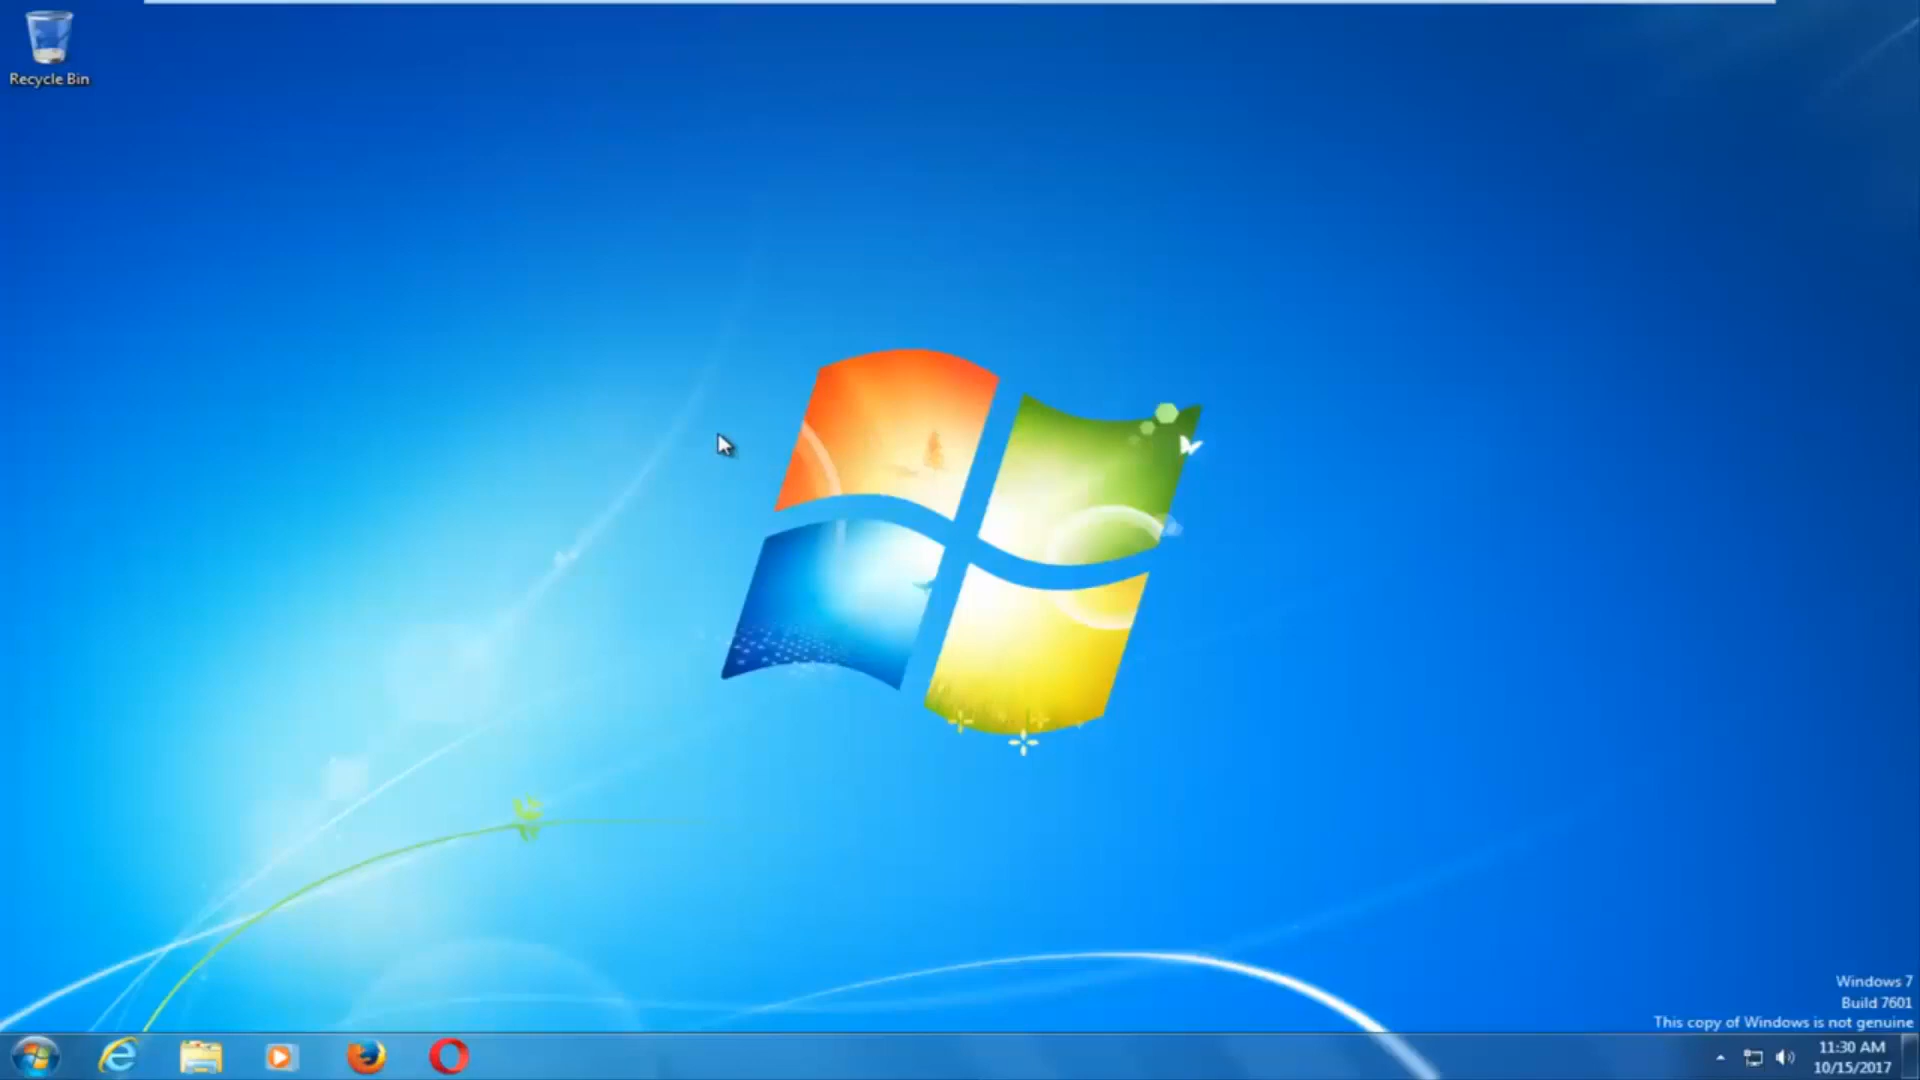 Recycle Bin
Windows 7
Build 7601
This copy of Windows is not genuine
11:30 AM
10/15/2017